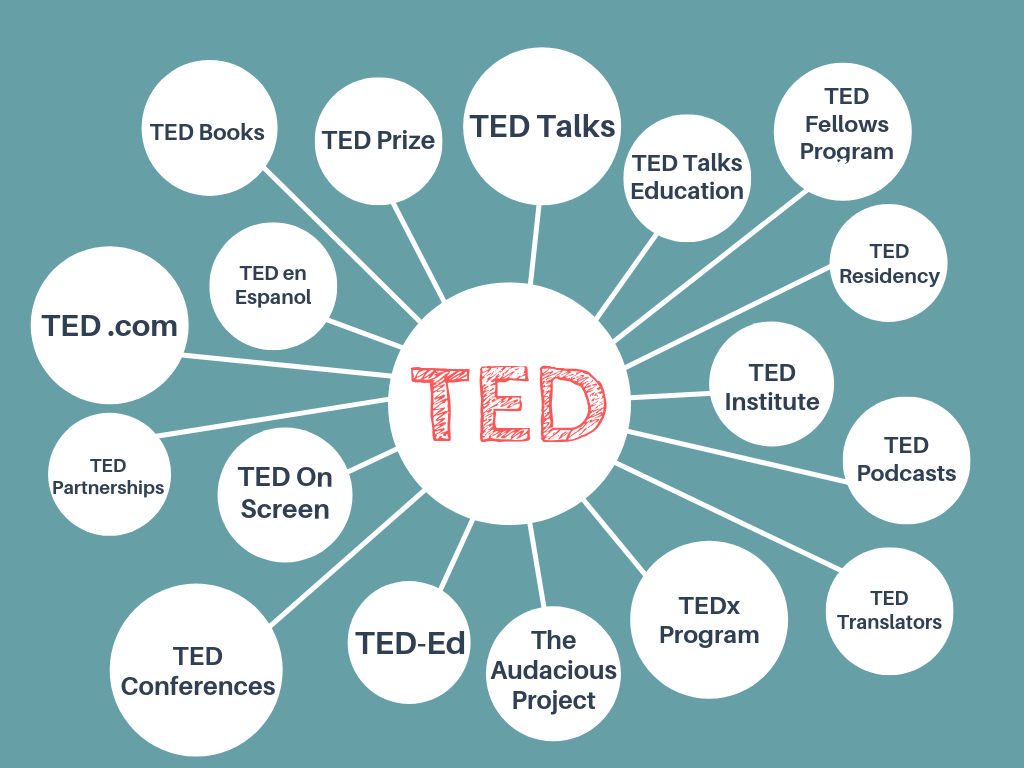 TED Books
TED Prize
TED Talks
TED Talks
Education
TED
Fellows
Program
TED en
Espanol
TED
Residency
TED .com
TED
TED
Institute
TED
Partnerships
TED On
Screen
TED
Podcasts
TED
Conferences
TED-Ed
The
Audacious
Project
TEDx
Program
TED
Translators